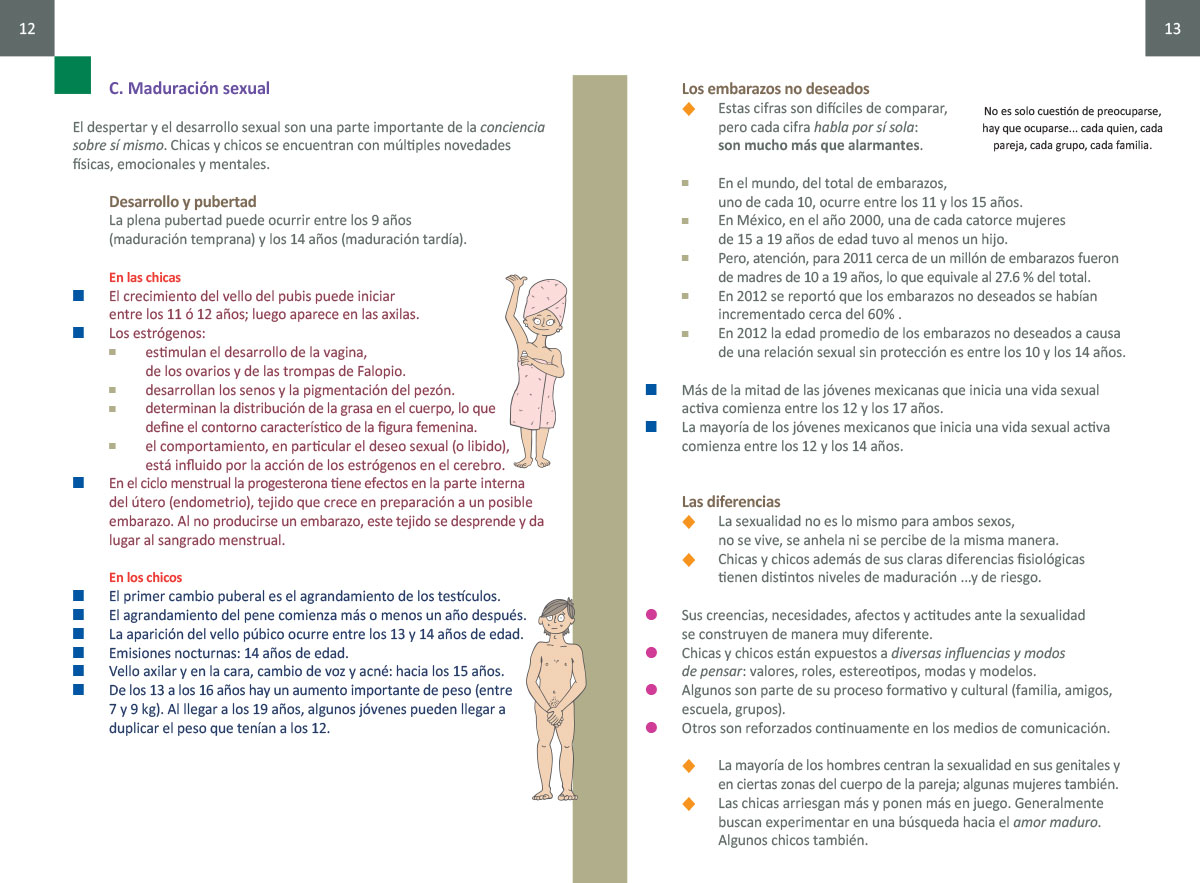 12
C. Maduración sexual
El despertar y el desarrollo sexual son una parte importante de la conciencia
sobre sí mismo. Chicas y chicos se encuentran con múltiples novedades
físicas, emocionales y mentales.
Desarrollo y pubertad
La plena pubertad puede ocurrir entre los 9 años
(maduración temprana) y los 14 años (maduración tardía).
En las chicas
El crecimiento del vello del pubis puede iniciar
entre los 11 ó 12 años; luego aparece en las axilas.
Los estrógenos:
estimulan el desarrollo de la vagina,
de los ovarios y de las trompas de Falopio.
desarrollan los senos y la pigmentación del pezón.
determinan la distribución de la grasa en el cuerpo, lo que
define el contorno característico de la figura femenina.
el comportamiento, en particular el deseo sexual (o libido),
está influido por la acción de los estrógenos en el cerebro.
En el ciclo menstrual la progesterona tiene efectos en la parte interna
del útero (endometrio), tejido que crece en preparación a un posible
embarazo. Al no producirse un embarazo, este tejido se desprende y da
lugar al sangrado menstrual.
En los chicos
El primer cambio puberal es el agrandamiento de los testículos.
El agrandamiento del pene comienza más o menos un año después.
La aparición del vello púbico ocurre entre los 13 y 14 años de edad.
Emisiones nocturnas: 14 años de edad.
Vello axilar y en la cara, cambio de voz y acné: hacia los 15 años.
De los 13 a los 16 años hay un aumento importante de peso (entre
7 y 9 kg). Al llegar a los 19 años, algunos jóvenes pueden llegar a
duplicar el peso que tenían a los 12.
13
Los embarazos no deseados
Estas cifras son difíciles de comparar,
pero cada cifra habla por sí sola:
son mucho más que alarmantes.
No es solo cuestión de preocuparse,
hay que ocuparse... cada quien, cada
pareja, cada grupo, cada familia.
En el mundo, del total de embarazos,
uno de cada 10, ocurre entre los 11 y los 15 años.
En México, en el año 2000, una de cada catorce mujeres
de 15 a 19 años de edad tuvo al menos un hijo.
Pero, atención, para 2011 cerca de un millón de embarazos fueron
de madres de 10 a 19 años, lo que equivale al 27.6 % del total.
En 2012 se reportó que los embarazos no deseados se habían
incrementado cerca del 60% .
En 2012 la edad promedio de los embarazos no deseados a causa
de una relación sexual sin protección es entre los 10 y los 14 años.
Más de la mitad de las jóvenes mexicanas que inicia una vida sexual
activa comienza entre los 12 y los 17 años.
La mayoría de los jóvenes mexicanos que inicia una vida sexual activa
comienza entre los 12 y los 14 años.
Las diferencias
La sexualidad no es lo mismo para ambos sexos,
no se vive, se anhela ni se percibe de la misma manera.
Chicas y chicos además de sus claras diferencias fisiológicas
tienen distintos niveles de maduración ...y de riesgo.
Sus creencias, necesidades, afectos y actitudes ante la sexualidad
se construyen de manera muy diferente.
Chicas y chicos están expuestos a diversas influencias y modos
de pensar: valores, roles, estereotipos, modas y modelos.
Algunos son parte de su proceso formativo y cultural (familia, amigos,
escuela, grupos).
Otros son reforzados continuamente en los medios de comunicación.
La mayoría de los hombres centran la sexualidad en sus genitales y
en ciertas zonas del cuerpo de la pareja; algunas mujeres también.
Las chicas arriesgan más y ponen más en juego. Generalmente
buscan experimentar en una búsqueda hacia el amor maduro.
Algunos chicos también.